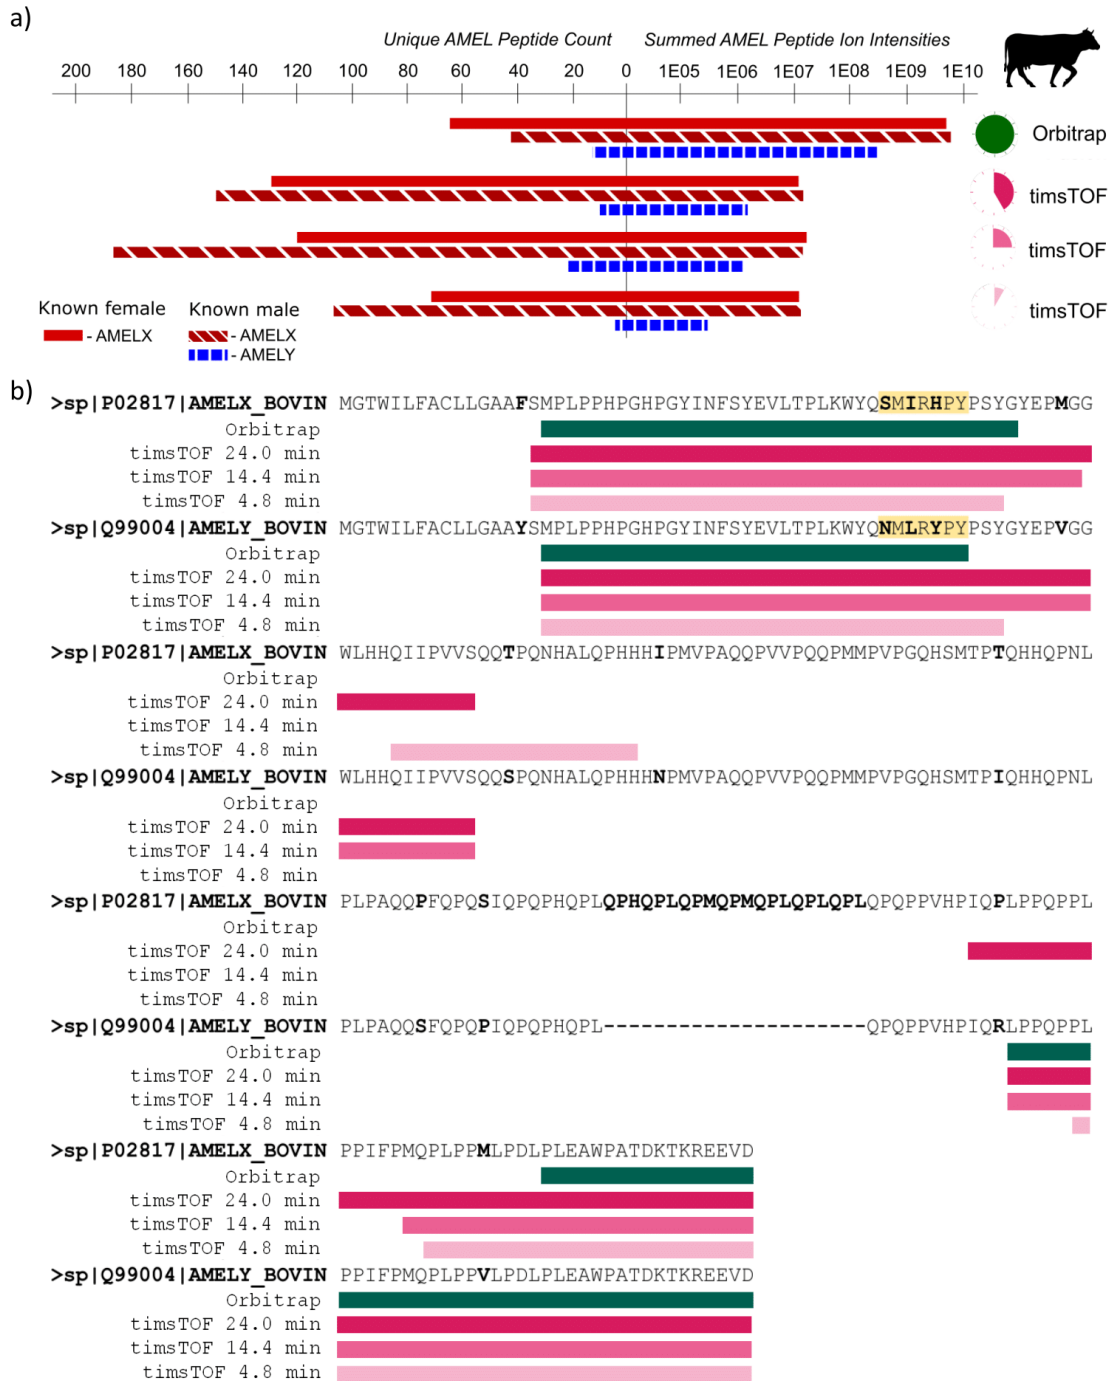 a)
Unique AMEL Peptide Count Summed AMEL Peptide Ion Intensities
200 180 160 140 120 100 80 60 40 20 0 1E05 1E06 1E07 1E08 1E09 1E10
Orbitrap
timsTOF
timsTOF
timsTOF
Known female Known male
- AMELX - AMELX
- AMELY
b)
>sp|P02817|AMELX_BOVIN MGTWILFACLLGAAFSMPLPPHPGHPGYINFSYEVLTPLKWYQSMIRHPYPSYGYEPMGG
Orbitrap
timsTOF 24.0 min
timsTOF 14.4 min
timsTOF 4.8 min
>sp|Q99004|AMELY_BOVIN MGTWILFACLLGAAYSMPLPPHPGHPGYINFSYEVLTPLKWYQNMLRYPYPSYGYEPVGG
Orbitrap
timsTOF 24.0 min
timsTOF 14.4 min
timsTOF 4.8 min
>sp|P02817|AMELX_BOVIN WLHHQIIPVVSQQTPQNHALQPHHHIPMVPAQQPVVPQQPMMPVPGQHSMTPTQHHQPNL
Orbitrap
timsTOF 24.0 min
timsTOF 14.4 min
timsTOF 4.8 min
>sp|Q99004|AMELY_BOVIN WLHHQIIPVVSQQSPQNHALQPHHHNPMVPAQQPVVPQQPMMPVPGQHSMTPIQHHQPNL
Orbitrap
timsTOF 24.0 min
timsTOF 14.4 min
timsTOF 4.8 min
>sp|P02817|AMELX_BOVIN PLPAQQPFQPQSIQPQPHQPLQPHQPLQPMQPMQPLQPLQPLQPQPPVHPIQPLPPQPPL
Orbitrap
timsTOF 24.0 min
timsTOF 14.4 min
timsTOF 4.8 min
>sp|Q99004|AMELY_BOVIN PLPAQQSFQPQPIQPQPHQPL---------------------QPQPPVHPIQRLPPQPPL
Orbitrap
timsTOF 24.0 min
timsTOF 14.4 min
timsTOF 4.8 min
>sp|P02817|AMELX_BOVIN PPIFPMQPLPPMLPDLPLEAWPATDKTKREEVD
Orbitrap
timsTOF 24.0 min
timsTOF 14.4 min
timsTOF 4.8 min
>sp|Q99004|AMELY_BOVIN PPIFPMQPLPPVLPDLPLEAWPATDKTKREEVD
Orbitrap
timsTOF 24.0 min
timsTOF 14.4 min
timsTOF 4.8 min